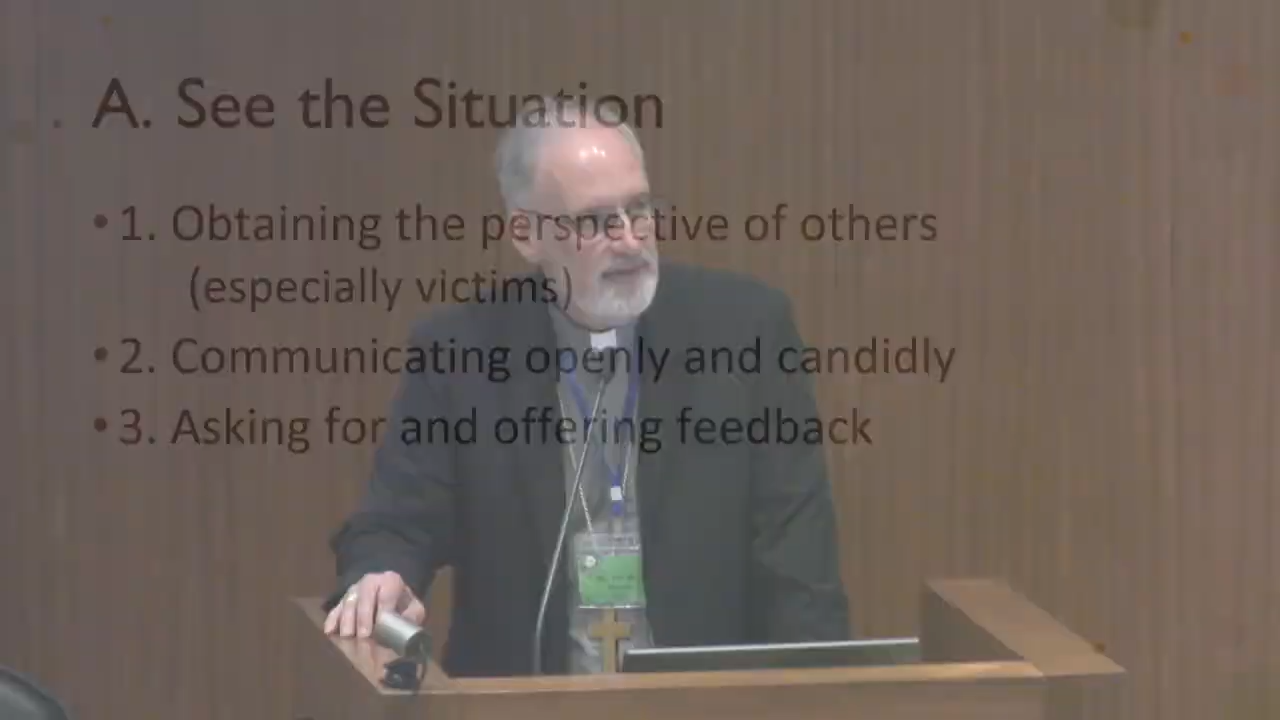 A. See the Situation
• 1. Obtaining the perspective of others
(especially victims)
• 2. Communicating openly and candidly
• 3. Asking for and offering feedback